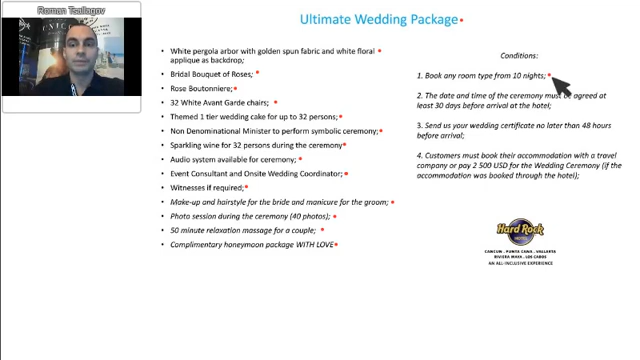 Roman Tsallagov
UNICO
Ultimate Wedding Package
• White pergola arbor with golden spun fabric and white floral
applique as backdrop;
• Bridal Bouquet of Roses;
• Rose Boutonniere;
• 32 White Avant Garde chairs;
• Themed 1 tier wedding cake for up to 32 persons;
• Non Denominational Minister to perform symbolic ceremony;
• Sparkling wine for 32 persons during the ceremony
• Audio system available for ceremony;
• Event Consultant and Onsite Wedding Coordinator;
• Witnesses if required;
• Make-up and hairstyle for the bride and manicure for the groom;
• Photo session during the ceremony (40 photos);
• 50 minute relaxation massage for a couple;
• Complimentary honeymoon package WITH LOVE
Conditions:
1. Book any room type from 10 nights;
2. The date and time of the ceremony must be agreed at
least 30 days before arrival at the hotel;
3. Send us your wedding certificate no later than 48 hours
before arrival;
4. Customers must book their accommodation with a travel
company or pay 2 500 USD for the Wedding Ceremony (if the
accommodation was booked through the hotel);
Hard Rock
HOTEL
CANCUN . PUNTA CANA . VALLARTA
RIVIERA MAYA . LOS CABOS
AN ALL-INCLUSIVE EXPERIENCE